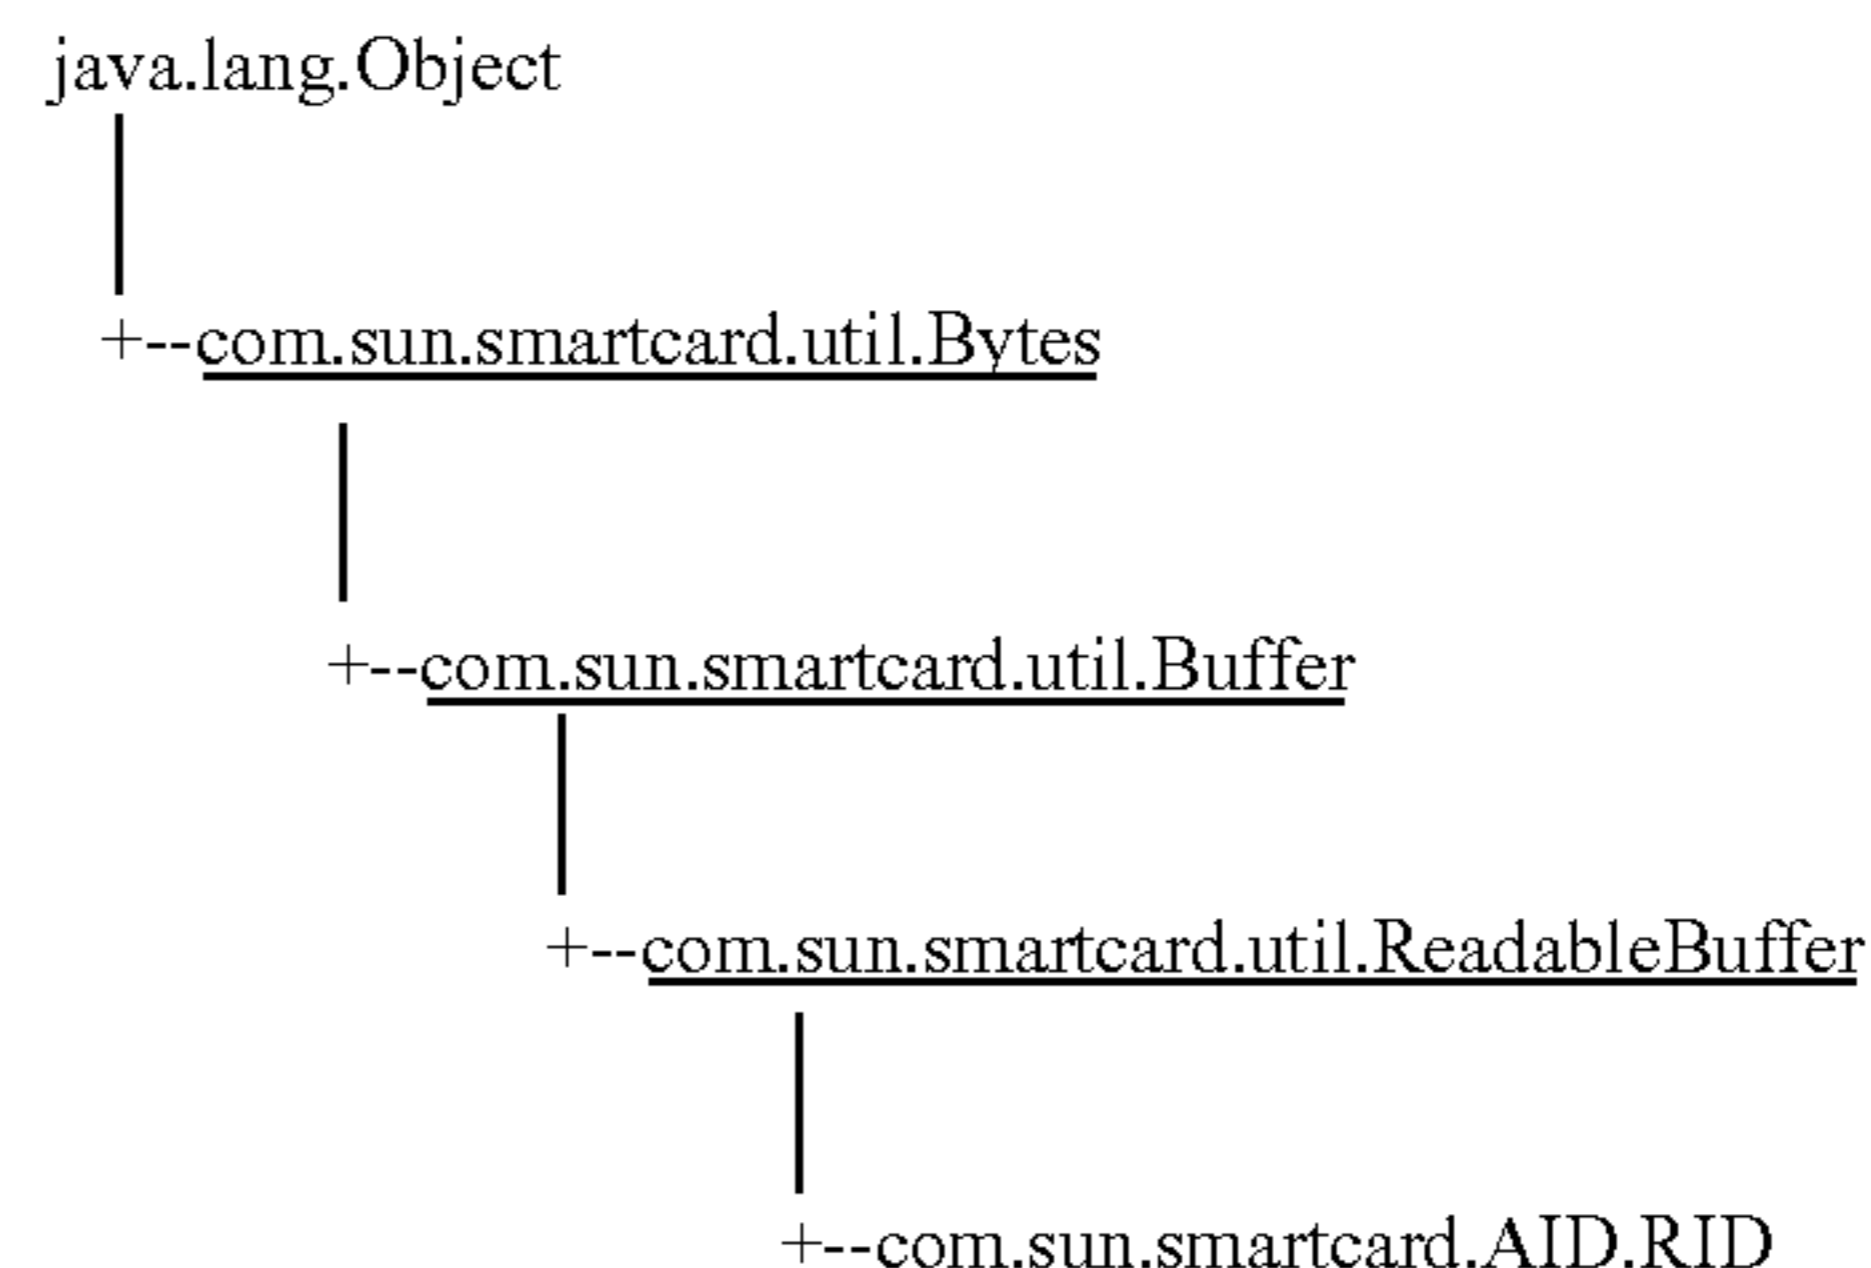 java.lang.Object
+--com.sun.smartcard.util.Bytes
+--com.sun.smartcard.util.Buffer
+--com.sun.smartcard.util.ReadableBuffer
+--com.sun.smartcard.AID.RID